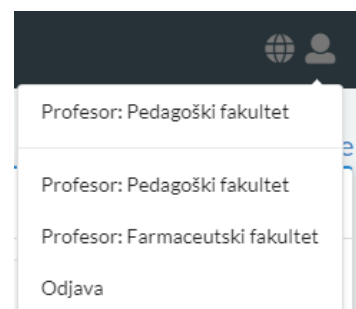 Profesor: Pedagoški fakultet
e
Profesor: Pedagoški fakultet
Profesor: Farmaceutski fakultet
Odjava